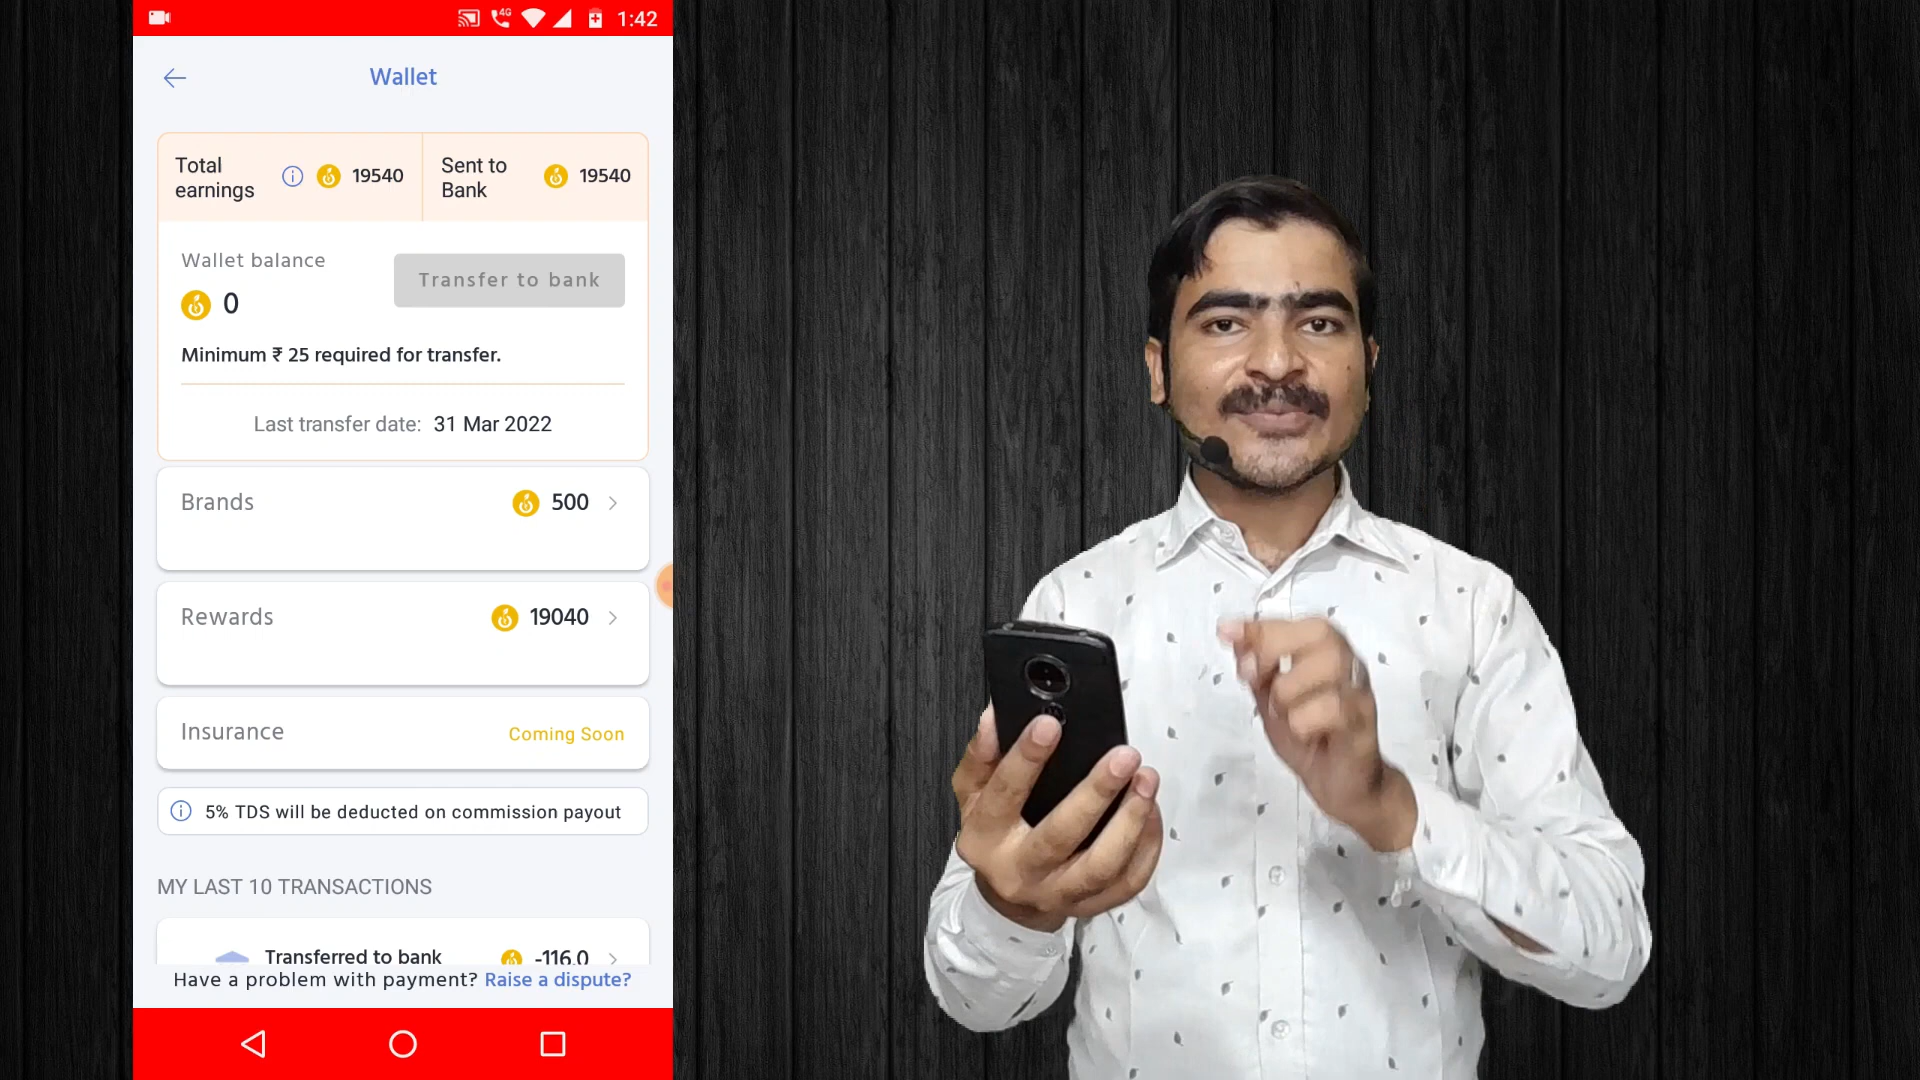 4G 1:42
Wallet
Total earnings 19540
Sent to Bank 19540
Wallet balance
0
Transfer to bank
Minimum ₹ 25 required for transfer.
Last transfer date: 31 Mar 2022
Brands 500
Rewards 19040
Insurance Coming Soon
5% TDS will be deducted on commission payout
MY LAST 10 TRANSACTIONS
Transferred to bank -116.0
Have a problem with payment? Raise a dispute?